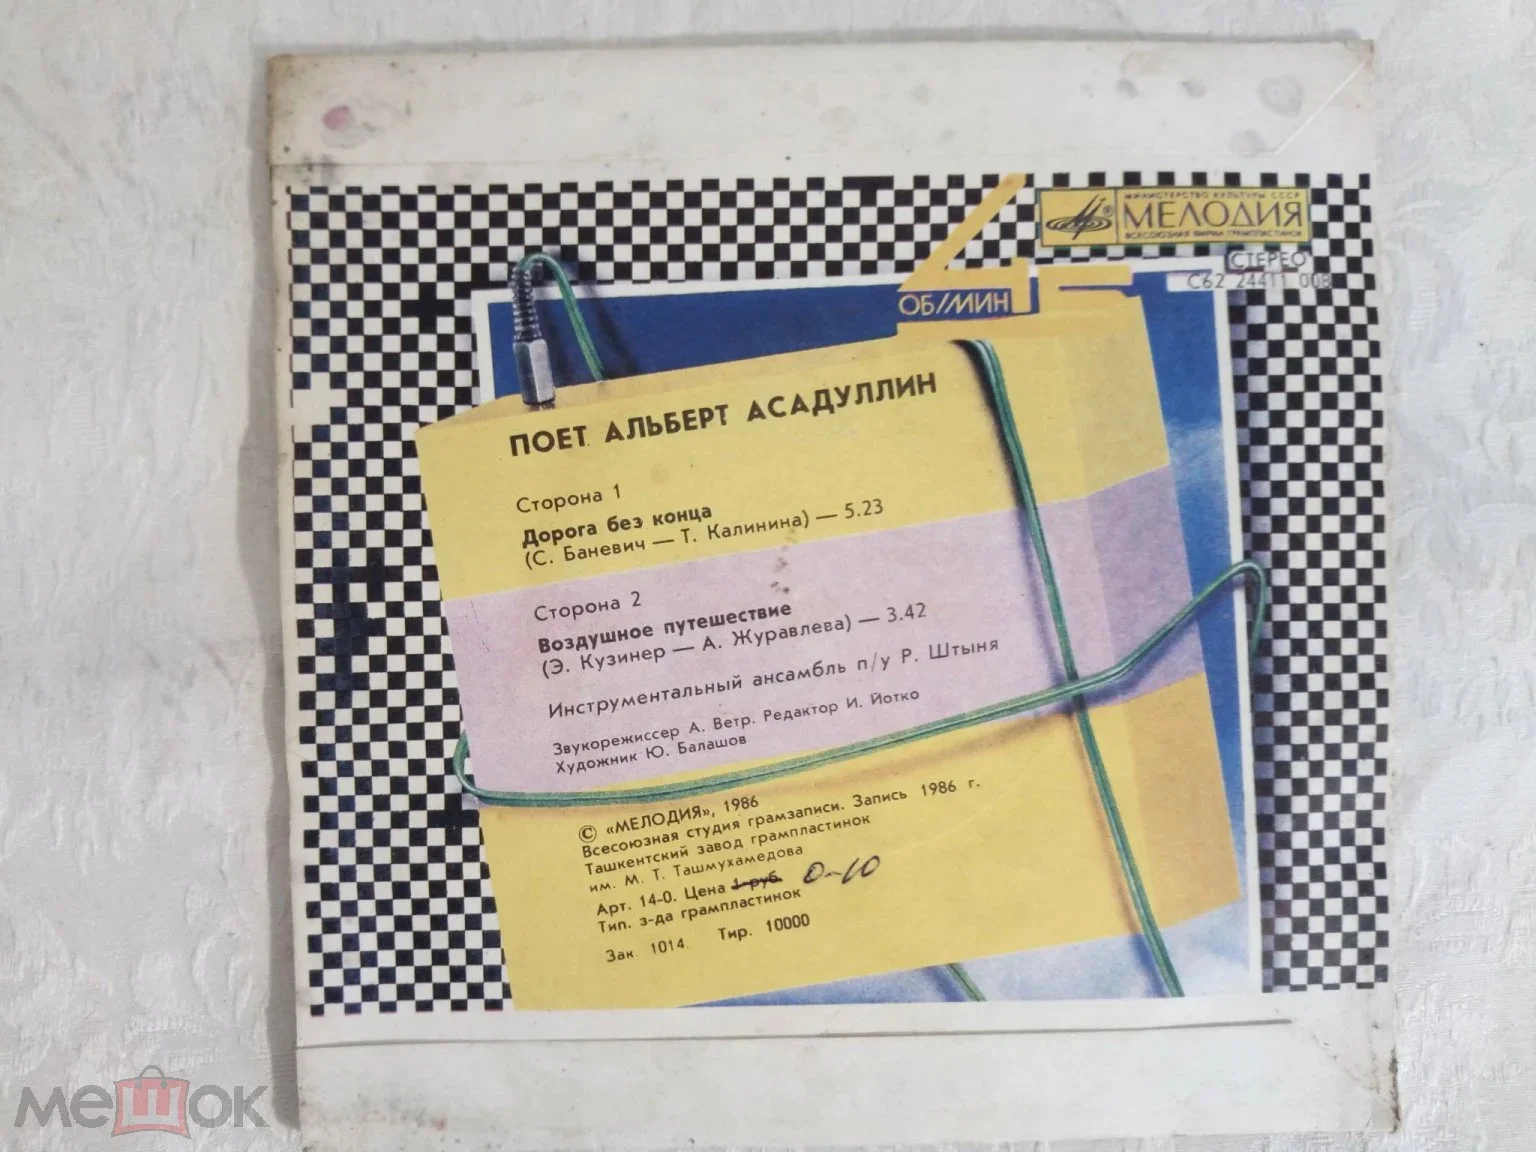 МИНИСТЕРСТВО КУЛЬТУРЫ СССР
МЕЛОДИЯ
ВСЕСОЮЗНАЯ ФИРМА ГРАМПЛАСТИНОК
СТЕРЕО
С62 24411 008
45
ОБ/МИН
ПОЕТ АЛЬБЕРТ АСАДУЛЛИН
Сторона 1
Дорога без конца
(С. Баневич — Т. Калинина) — 5.23
Сторона 2
Воздушное путешествие
(Э. Кузинер — А. Журавлева) — 3.42
Инструментальный ансамбль п/у Р. Штыня
Звукорежиссер А. Ветр. Редактор И. Йотко
Художник Ю. Балашов
© «МЕЛОДИЯ», 1986
Всесоюзная студия грамзаписи. Запись 1986 г.
Ташкентский завод грампластинок
им. М. Т. Ташмухамедова
Арт. 14-0. Цена 1 руб. 0-10
Тип. з-да грампластинок
Зак. 1014. Тир. 10000
мешок